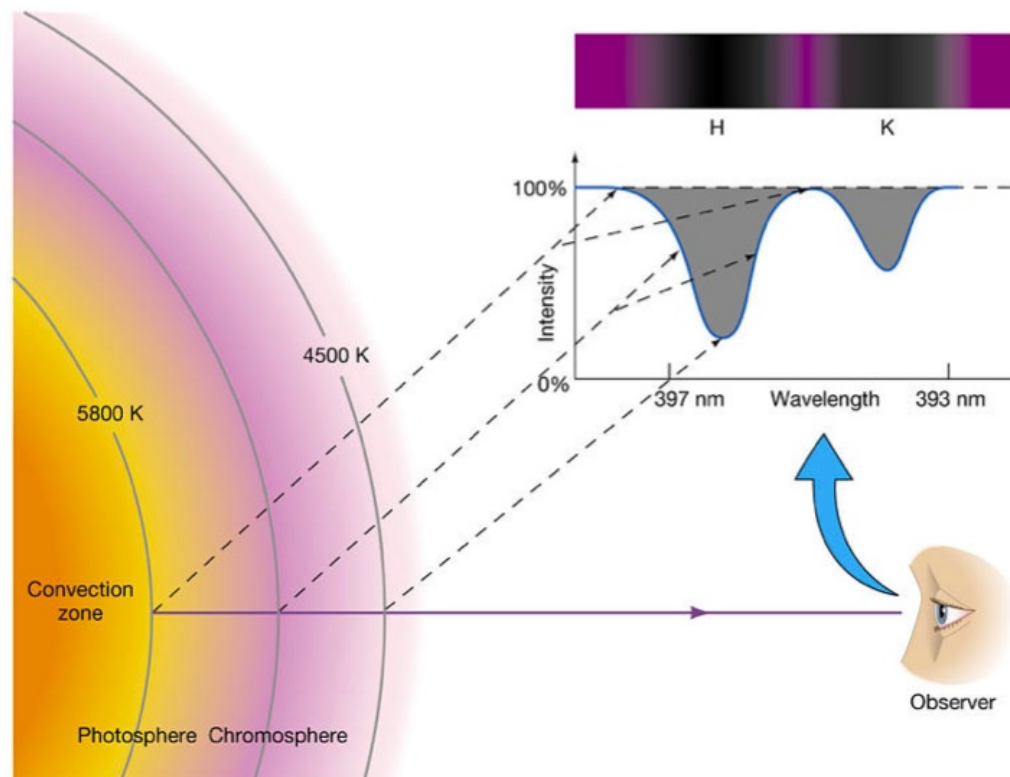 H
K
100%
Intensity
0%
397 nm
Wavelength
393 nm
4500 K
5800 K
Convection
zone
Observer
Photosphere
Chromosphere